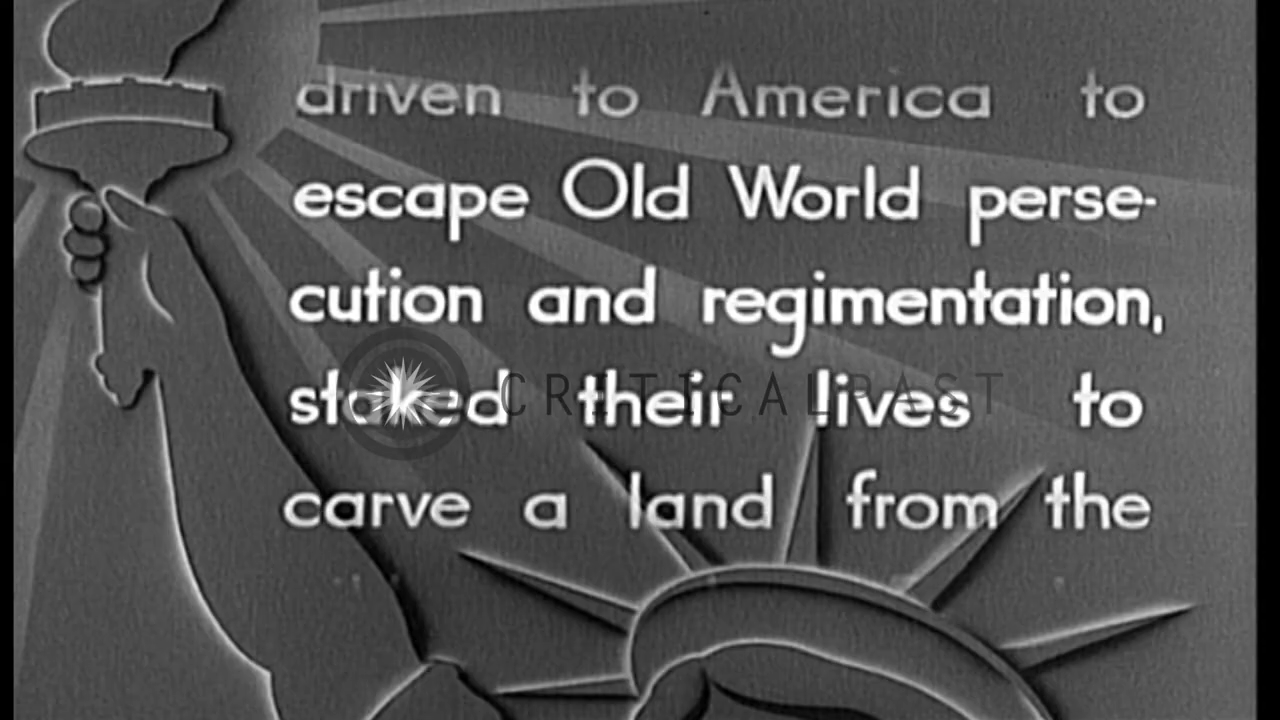 driven to America to
escape Old World perse-
cution and regimentation,
staked their lives to
CRITICALPAST
carve a land from the